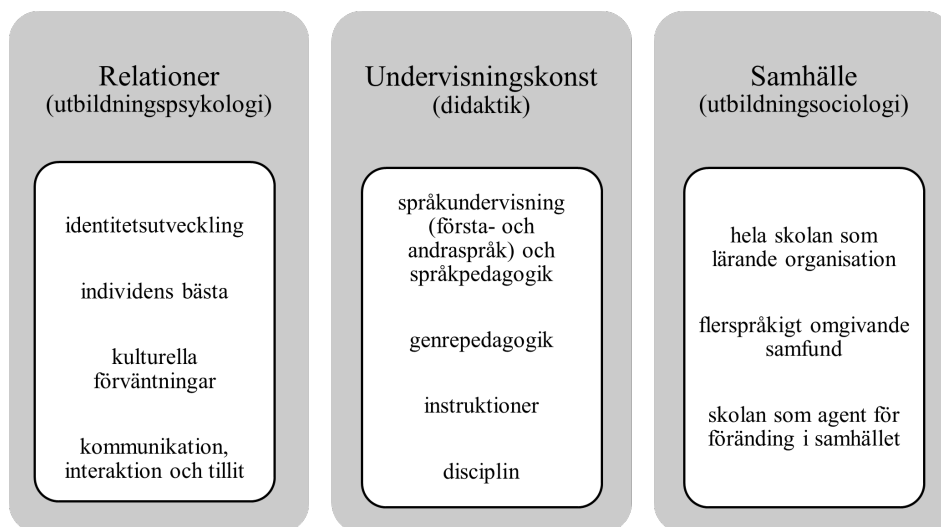 Relationer
(utbildningspsykologi)
identitetsutveckling
individens bästa
kulturella
förväntningar
kommunikation,
interaktion och tillit
Undervisningskonst
(didaktik)
språkundervisning
(första- och
andraspråk) och
språkpedagogik
genrepedagogik
instruktioner
disciplin
Samhälle
(utbildningsociologi)
hela skolan som
lärande organisation
flerspråkigt omgivande
samfund
skolan som agent för
föränding i samhället